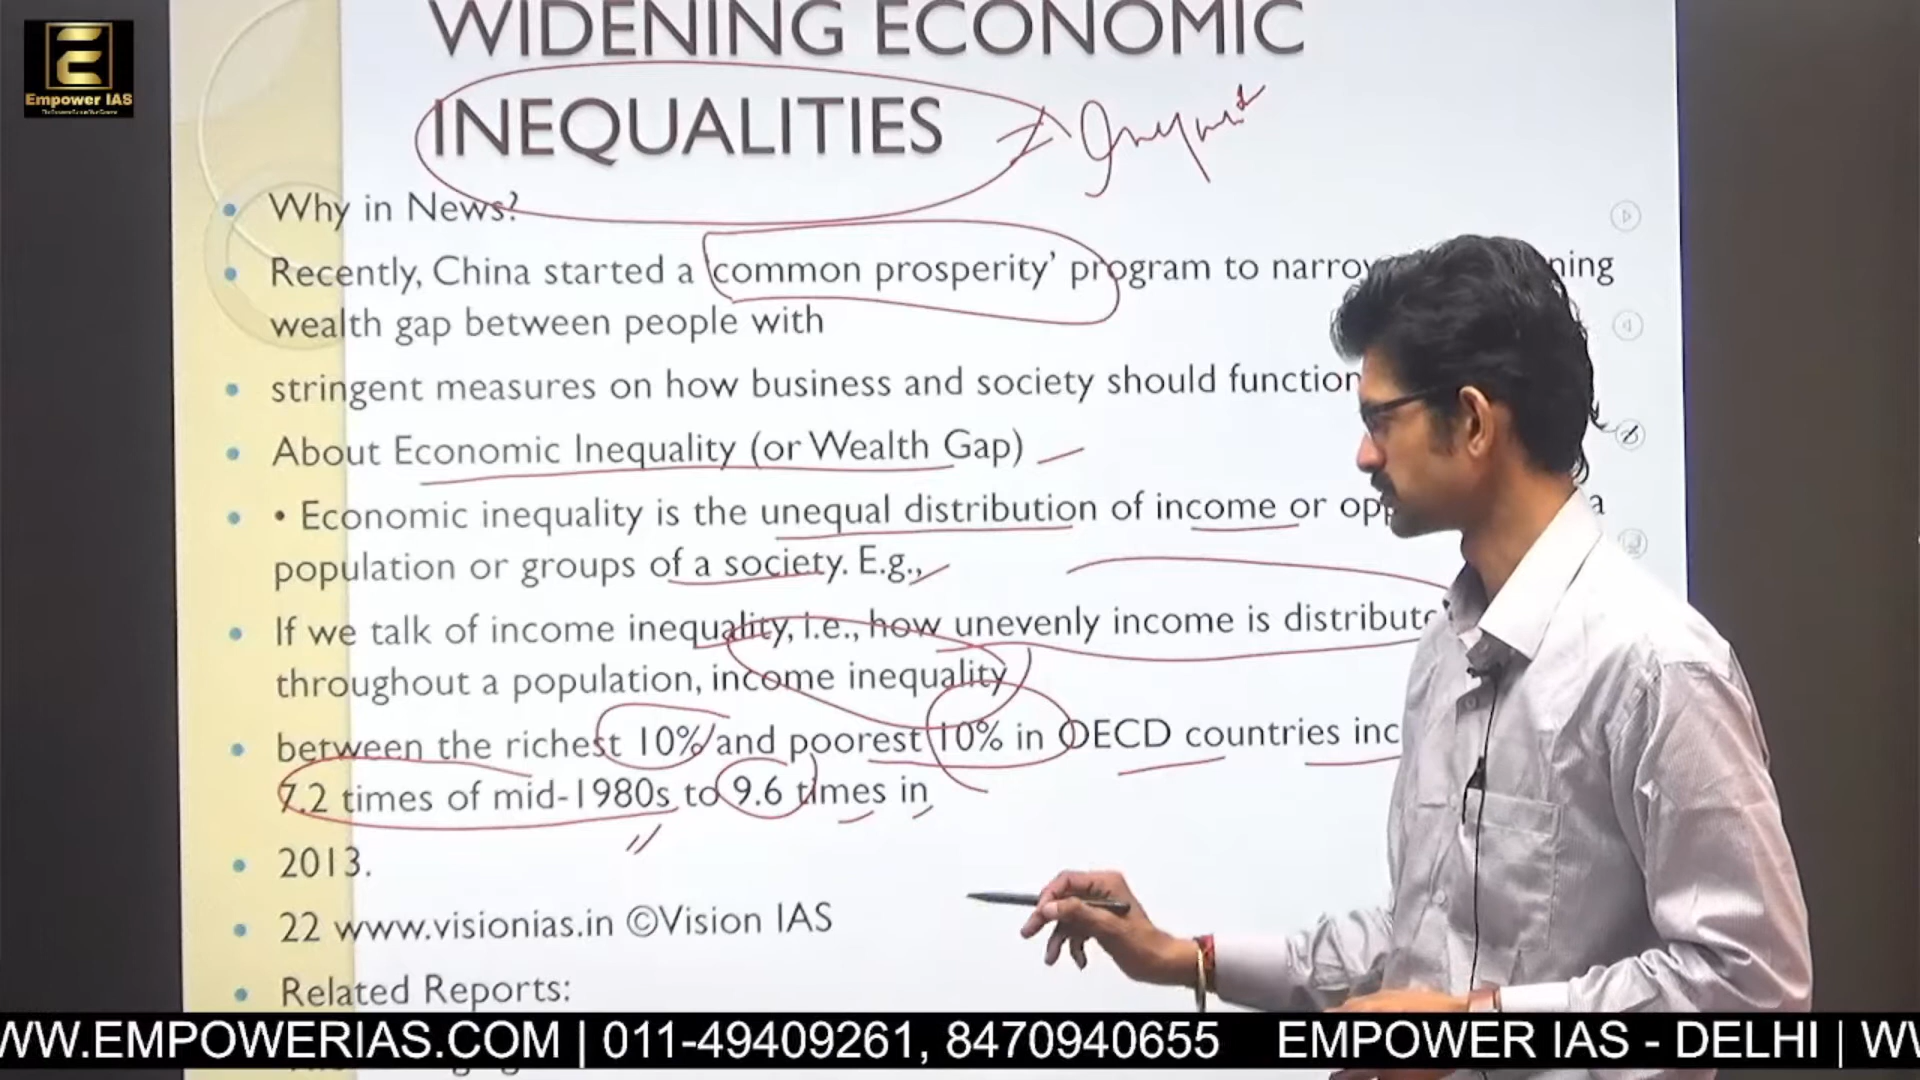 Empower IAS
WIDENING ECONOMIC
INEQUALITIES
Why in News?
Recently, China started a common prosperity’ program to
wealth gap between people with
stringent measures on how business and society should function
About Economic Inequality (or Wealth Gap)
• Economic inequality is the unequal distribution of income or a
population or groups of a society. E.g.,
If we talk of income inequality, i.e., how unevenly income is
throughout a population, income inequality
between the richest 10% and poorest 10% in OECD countries
7.2 times of mid-1980s to 9.6 times in
2013.
22 www.visionias.in ©Vision IAS
Related Reports:
WW.EMPOWERIAS.COM | 011-49409261, 8470940655 EMPOWER IAS - DELHI | WW